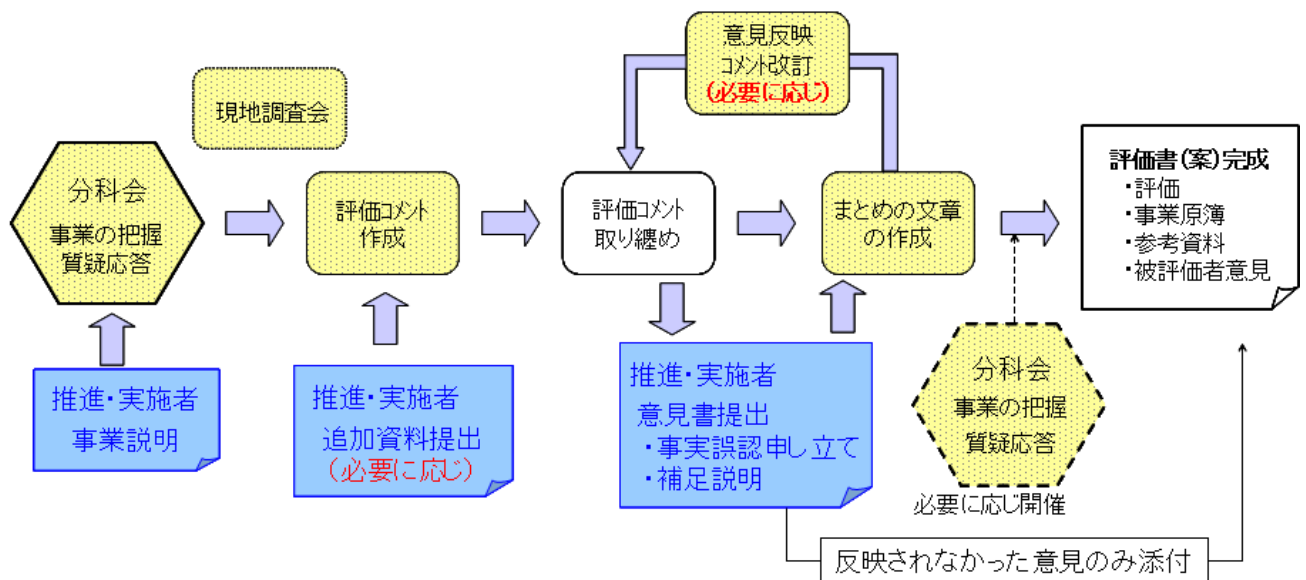 意見反映
コメント改訂
(必要に応じ)
現地調査会
分科会
事業の把握
質疑応答
評価コメント
作成
評価コメント
取り纏め
まとめの文章
の作成
評価書(案)完成
・評価
・事業原簿
・参考資料
・被評価者意見
推進・実施者
事業説明
推進・実施者
追加資料提出
(必要に応じ)
推進・実施者
意見書提出
・事実誤認申し立て
・補足説明
分科会
事業の把握
質疑応答
必要に応じ開催
反映されなかった意見のみ添付